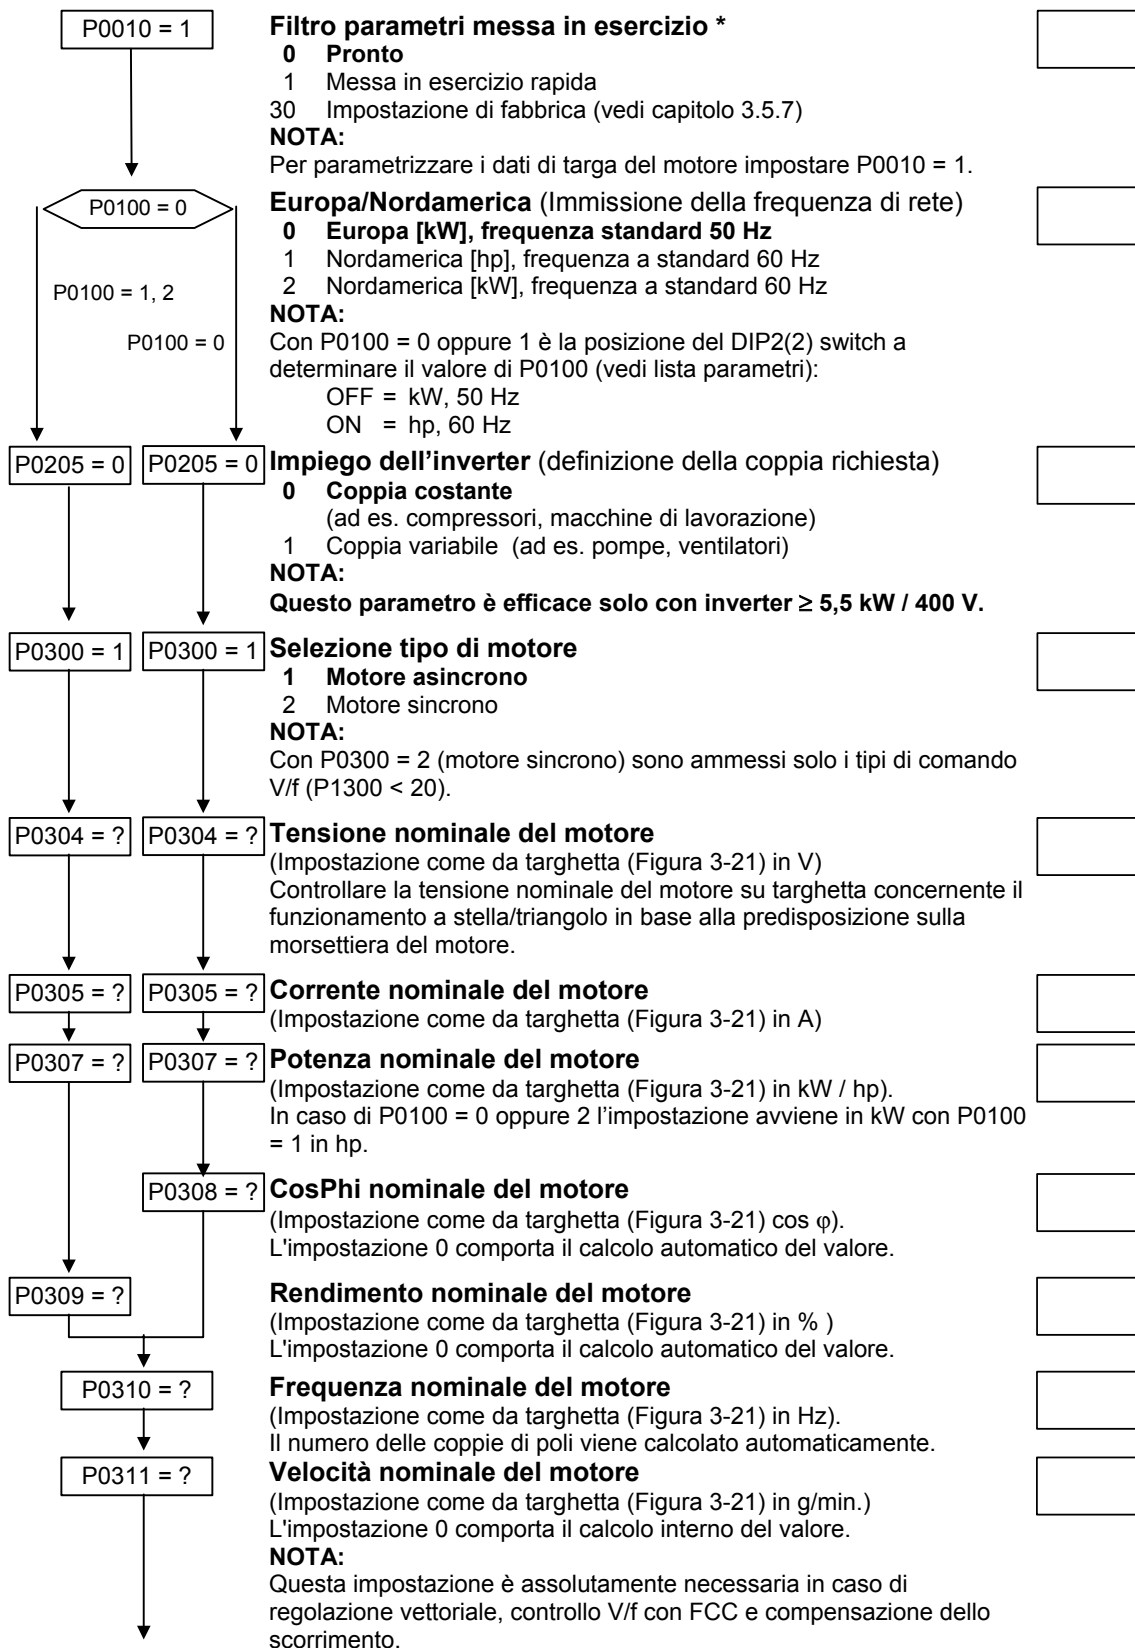 P0010 = 1
Filtro parametri messa in esercizio *
0 Pronto
1 Messa in esercizio rapida
30 Impostazione di fabbrica (vedi capitolo 3.5.7)
NOTA:
Per parametrizzare i dati di targa del motore impostare P0010 = 1.
P0100 = 0
Europa/Nordamerica (Immissione della frequenza di rete)
0 Europa [kW], frequenza standard 50 Hz
1 Nordamerica [hp], frequenza a standard 60 Hz
2 Nordamerica [kW], frequenza a standard 60 Hz
P0100 = 1, 2
P0100 = 0
NOTA:
Con P0100 = 0 oppure 1 è la posizione del DIP2(2) switch a
determinare il valore di P0100 (vedi lista parametri):
OFF = kW, 50 Hz
ON = hp, 60 Hz
P0205 = 0
P0205 = 0
Impiego dell’inverter (definizione della coppia richiesta)
0 Coppia costante
(ad es. compressori, macchine di lavorazione)
1 Coppia variabile (ad es. pompe, ventilatori)
NOTA:
Questo parametro è efficace solo con inverter ≥ 5,5 kW / 400 V.
P0300 = 1
P0300 = 1
Selezione tipo di motore
1 Motore asincrono
2 Motore sincrono
NOTA:
Con P0300 = 2 (motore sincrono) sono ammessi solo i tipi di comando
V/f (P1300 < 20).
P0304 = ?
P0304 = ?
Tensione nominale del motore
(Impostazione come da targhetta (Figura 3-21) in V)
Controllare la tensione nominale del motore su targhetta concernente il
funzionamento a stella/triangolo in base alla predisposizione sulla
morsettiera del motore.
P0305 = ?
P0305 = ?
Corrente nominale del motore
(Impostazione come da targhetta (Figura 3-21) in A)
P0307 = ?
P0307 = ?
Potenza nominale del motore
(Impostazione come da targhetta (Figura 3-21) in kW / hp).
In caso di P0100 = 0 oppure 2 l’impostazione avviene in kW con P0100
= 1 in hp.
P0308 = ?
CosPhi nominale del motore
(Impostazione come da targhetta (Figura 3-21) cos φ).
L'impostazione 0 comporta il calcolo automatico del valore.
P0309 = ?
Rendimento nominale del motore
(Impostazione come da targhetta (Figura 3-21) in % )
L'impostazione 0 comporta il calcolo automatico del valore.
P0310 = ?
Frequenza nominale del motore
(Impostazione come da targhetta (Figura 3-21) in Hz).
Il numero delle coppie di poli viene calcolato automaticamente.
P0311 = ?
Velocità nominale del motore
(Impostazione come da targhetta (Figura 3-21) in g/min.)
L'impostazione 0 comporta il calcolo interno del valore.
NOTA:
Questa impostazione è assolutamente necessaria in caso di
regolazione vettoriale, controllo V/f con FCC e compensazione dello
scorrimento.